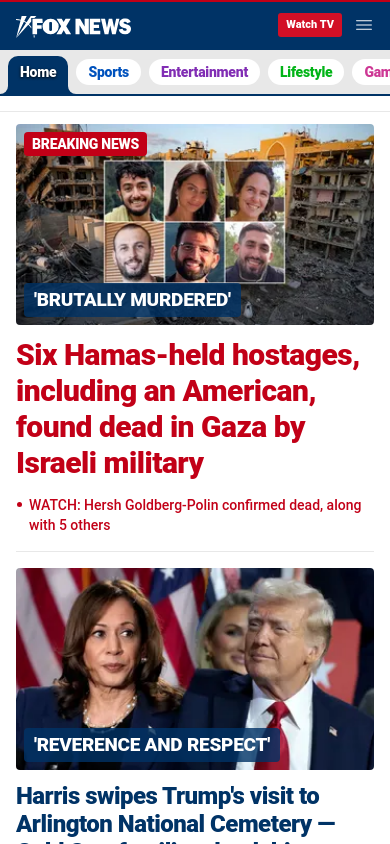 FOX NEWS
Watch TV
Home
Sports
Entertainment
Lifestyle
BREAKING NEWS
'BRUTALLY MURDERED'
Six Hamas-held hostages,
including an American,
found dead in Gaza by
Israeli military
• WATCH: Hersh Goldberg-Polin confirmed dead, along
with 5 others
'REVERENCE AND RESPECT'
Harris swipes Trump's visit to
Arlington National Cemetery —